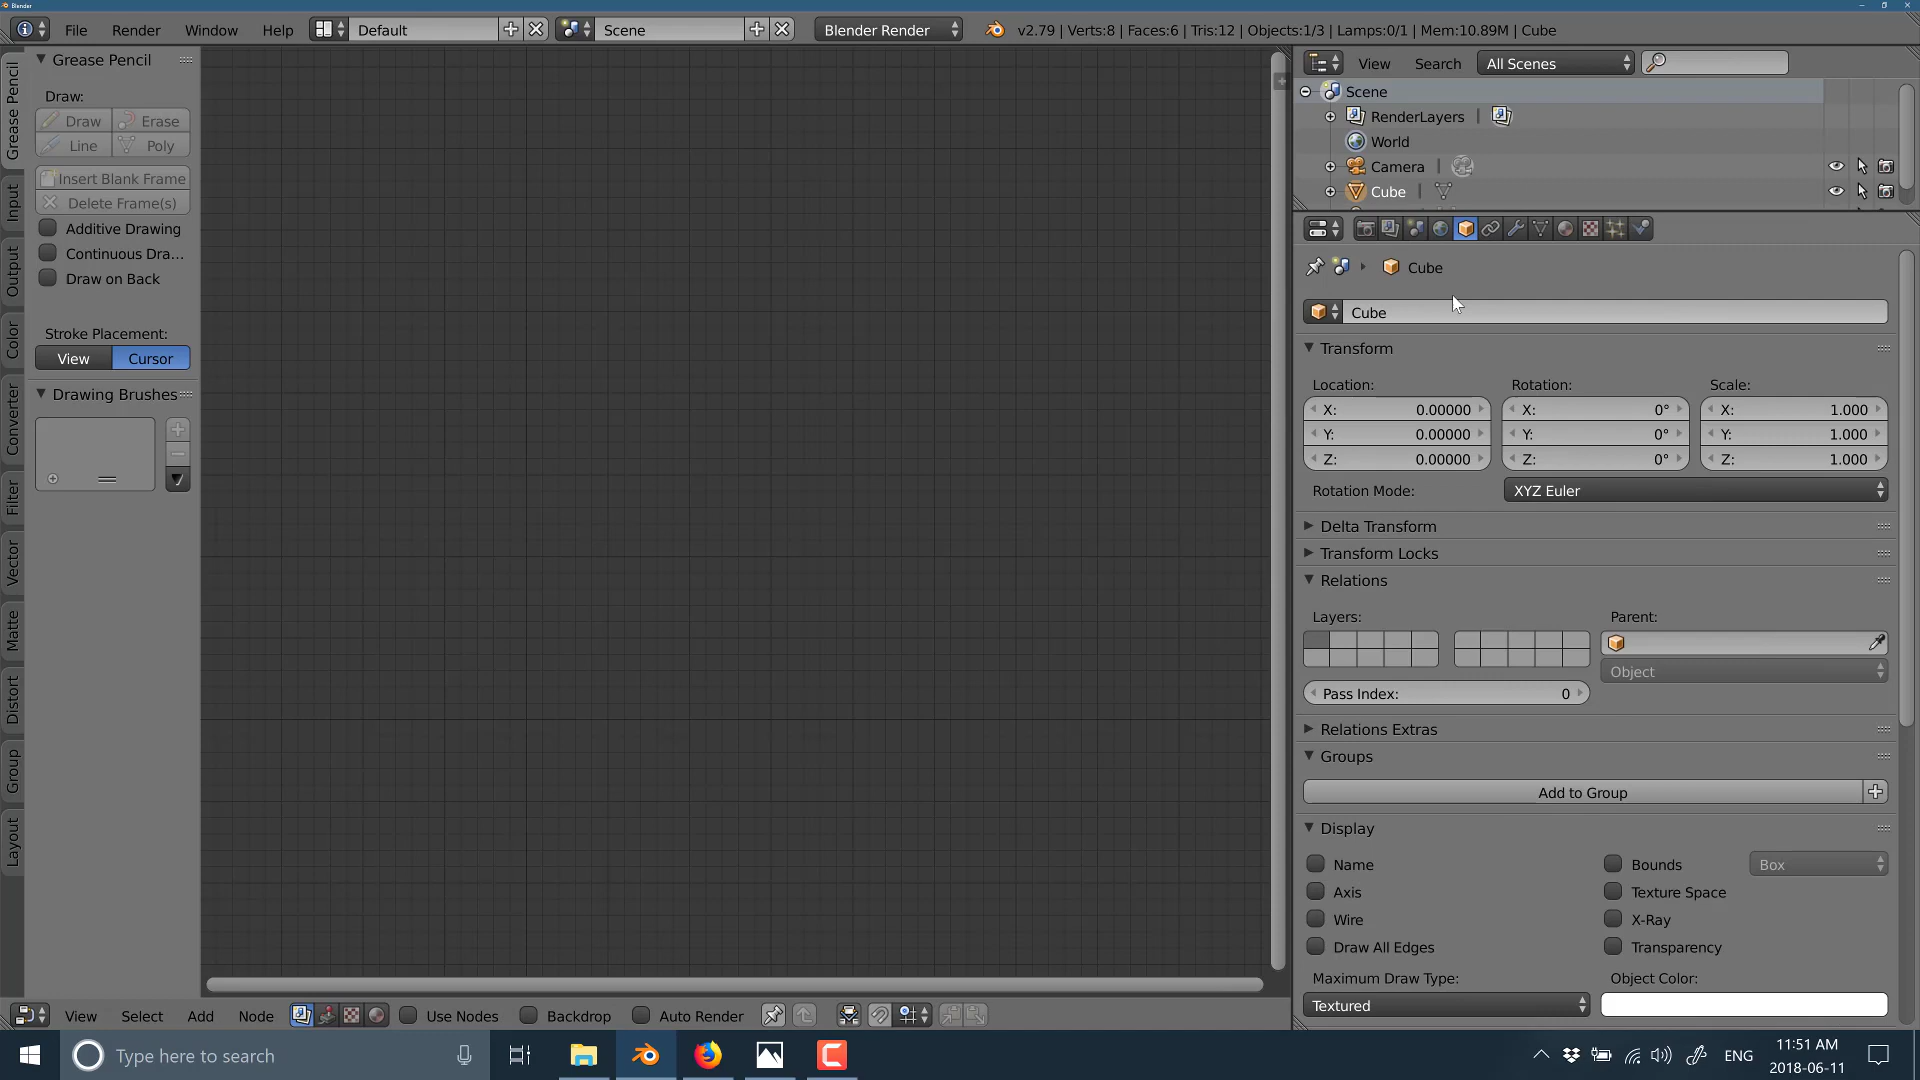 Blender
File Render Window Help Default Scene Blender Render v2.79 | Verts:8 | Faces:6 | Tris:12 | Objects:1/3 | Lamps:0/1 | Mem:10.89M | Cube
Grease Pencil
Input
Output
Color
Converter
Filter
Vector
Matte
Distort
Group
Layout
Grease Pencil
Draw:
Draw Erase
Line Poly
Insert Blank Frame
Delete Frame(s)
Additive Drawing
Continuous Dra...
Draw on Back
Stroke Placement:
View Cursor
Drawing Brushes
View Search All Scenes
Scene
RenderLayers |
World
Camera |
Cube |
Cube
Cube
Transform
Location: Rotation: Scale:
X: 0.00000 X: 0° X: 1.000
Y: 0.00000 Y: 0° Y: 1.000
Z: 0.00000 Z: 0° Z: 1.000
Rotation Mode: XYZ Euler
Delta Transform
Transform Locks
Relations
Layers: Parent:
Object
Pass Index: 0
Relations Extras
Groups
Add to Group
Display
Name Bounds Box
Axis Texture Space
Wire X-Ray
Draw All Edges Transparency
Maximum Draw Type: Object Color:
Textured
View Select Add Node Use Nodes Backdrop Auto Render
Type here to search
ENG
11:51 AM
2018-06-11